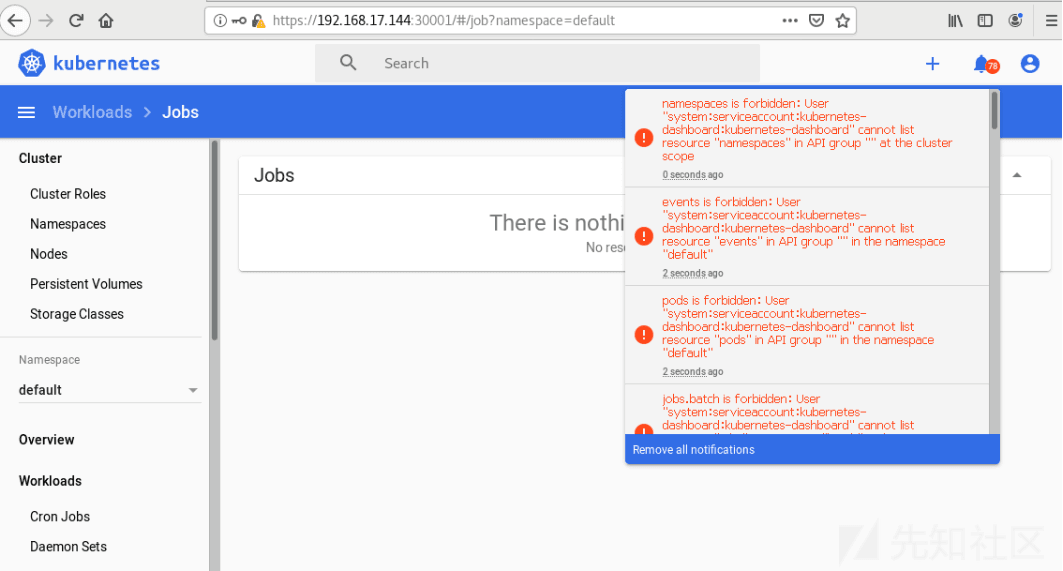 https://192.168.17.144:30001/#/job?namespace=default
kubernetes
Search
78
Workloads > Jobs
Cluster
Cluster Roles
Namespaces
Nodes
Persistent Volumes
Storage Classes
Namespace
default
Overview
Workloads
Cron Jobs
Daemon Sets
Jobs
There is nothi
No reso
namespaces is forbidden: User
"system:serviceaccount:kubernetes-
dashboard:kubernetes-dashboard" cannot list
resource "namespaces" in API group "" at the cluster
scope
0 seconds ago
events is forbidden: User
"system:serviceaccount:kubernetes-
dashboard:kubernetes-dashboard" cannot list
resource "events" in API group "" in the namespace
"default"
2 seconds ago
pods is forbidden: User
"system:serviceaccount:kubernetes-
dashboard:kubernetes-dashboard" cannot list
resource "pods" in API group "" in the namespace
"default"
2 seconds ago
jobs.batch is forbidden: User
"system:serviceaccount:kubernetes-
dashboard:kubernetes-dashboard" cannot list
Remove all notifications
先知社区